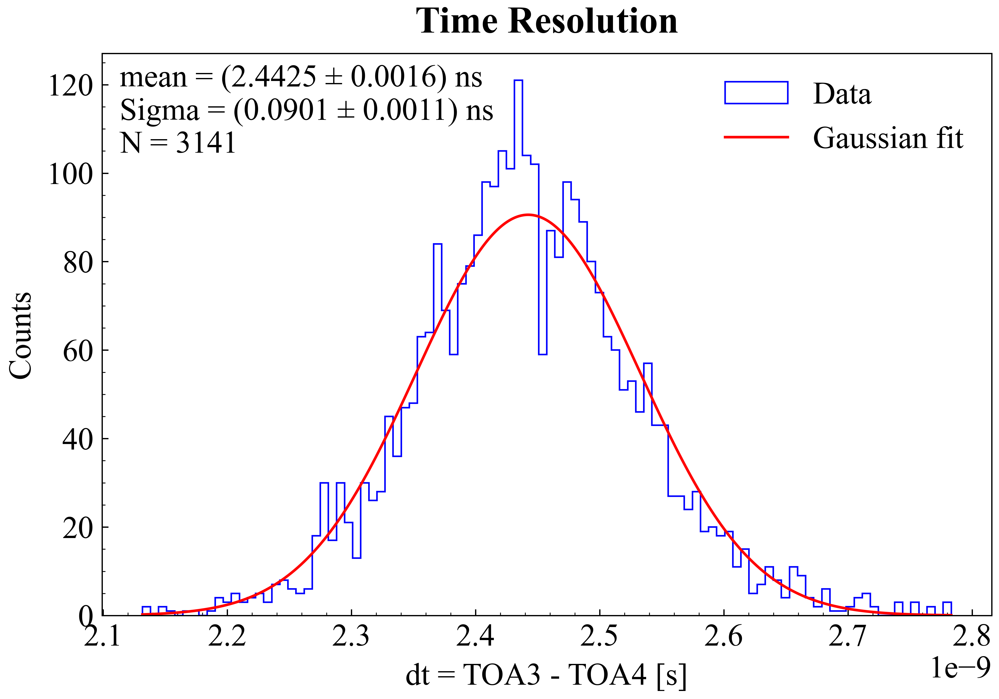 Time Resolution
mean = (2.4425 ± 0.0016) ns
Sigma = (0.0901 ± 0.0011) ns
N = 3141
Data
Gaussian fit
Counts
120
100
80
60
40
20
0
2.1 2.2 2.3 2.4 2.5 2.6 2.7 2.8
1e−9
dt = TOA3 - TOA4 [s]